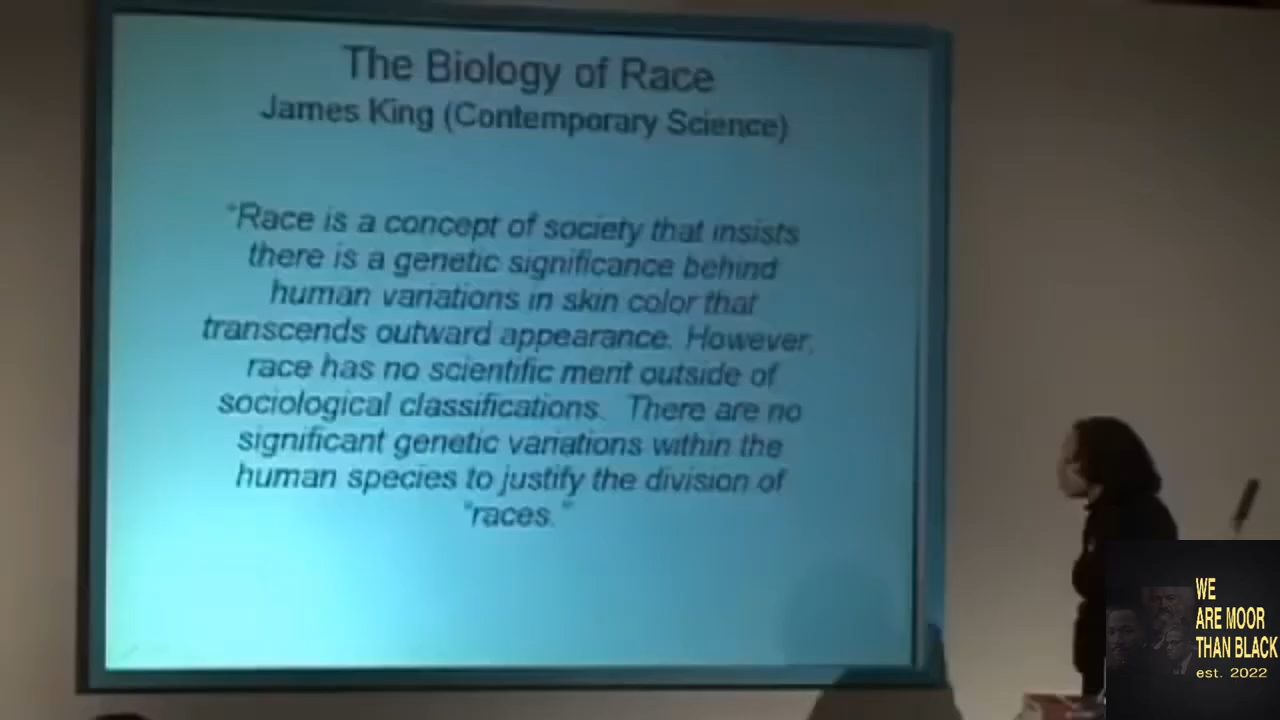 The Biology of Race
James King (Contemporary Science)
"Race is a concept of society that insists
there is a genetic significance behind
human variations in skin color that
transcends outward appearance. However,
race has no scientific merit outside of
sociological classifications. There are no
significant genetic variations within the
human species to justify the division of
"races."
WE
ARE MOOR
THAN BLACK
est. 2022